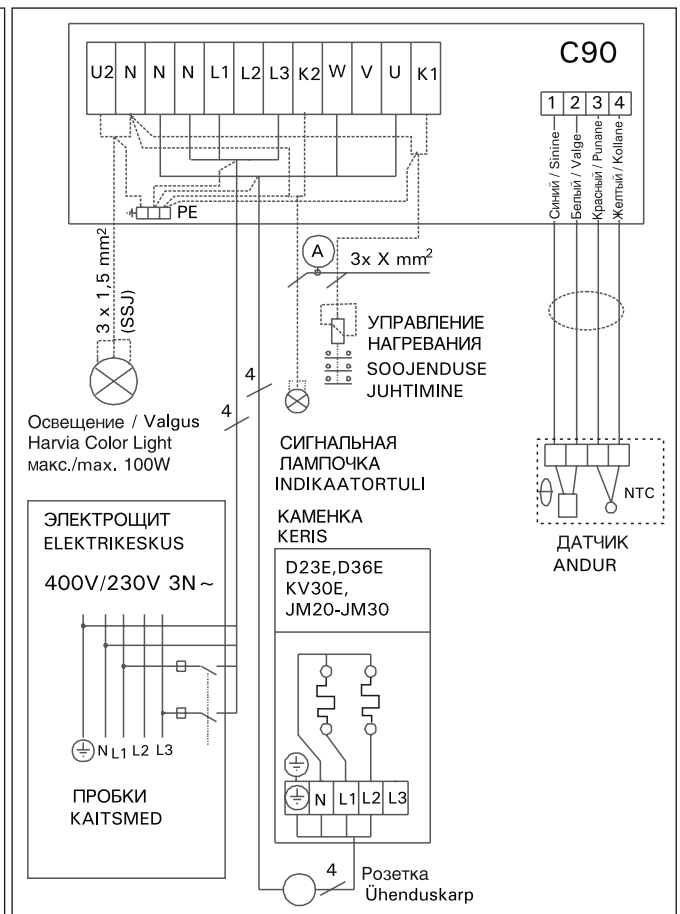 C90
U2 N N N L1 L2 L3 K2 W V U K1
1 2 3 4
Синий / Sinine
Белый / Valge
Красный / Punane
Желтый / Kollane
PE
3 x 1,5 mm²
(SSJ)
A
3x X mm²
УПРАВЛЕНИЕ
НАГРЕВАНИЯ
SOOJENDUSE
JUHTIMINE
4
4
Освещение / Valgus
Harvia Color Light
макс./max. 100W
СИГНАЛЬНАЯ
ЛАМПОЧКА
INDIKAATORTULI
NTC
ДАТЧИК
ANDUR
ЭЛЕКТРОЩИТ
ELEKTRIKESKUS
400V/230V 3N~
N L1 L2 L3
ПРОБКИ
KAITSMED
КАМЕНКА
KERIS
D23E,D36E
KV30E,
JM20-JM30
N L1 L2 L3
4
Розетка
Ühenduskarp